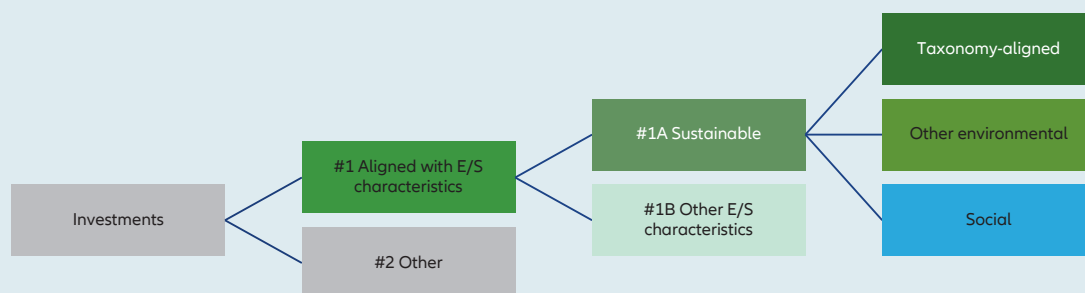 Investments
#1 Aligned with E/S
characteristics
#2 Other
#1A Sustainable
#1B Other E/S
characteristics
Taxonomy-aligned
Other environmental
Social